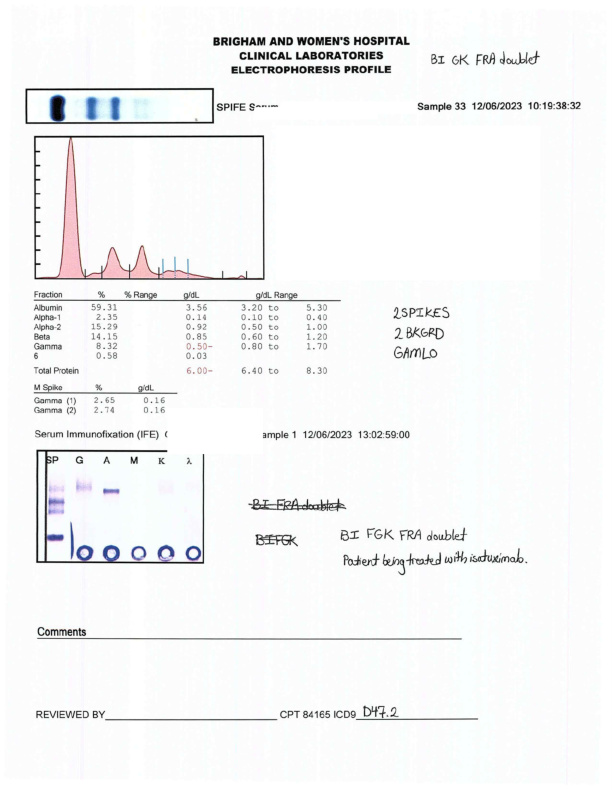 BRIGHAM AND WOMEN'S HOSPITAL
CLINICAL LABORATORIES
ELECTROPHORESIS PROFILE
BI GK FRA doublet
SPIFE
Sample 33 12/06/2023 10:19:38:32
Fraction % % Range g/dL g/dL Range
Albumin 59.31 3.56 3.20 to 5.30
Alpha-1 2.35 0.14 0.10 to 0.40
Alpha-2 15.29 0.92 0.50 to 1.00
Beta 14.15 0.85 0.60 to 1.20
Gamma 8.32 0.50- 0.80 to 1.70
6 0.58 0.03
Total Protein 6.00- 6.40 to 8.30
2SPIKES
2 BKGRD
GAMLO
M Spike % g/dL
Gamma (1) 2.65 0.16
Gamma (2) 2.74 0.16
Serum Immunofixation (IFE) (
ample 1 12/06/2023 13:02:59:00
SP G A M K λ
BI FRA doublet
BI FGK
BI FGK FRA doublet
Patient being treated with isatuximab.
Comments
REVIEWED BY
CPT 84165 ICD9 D47.2